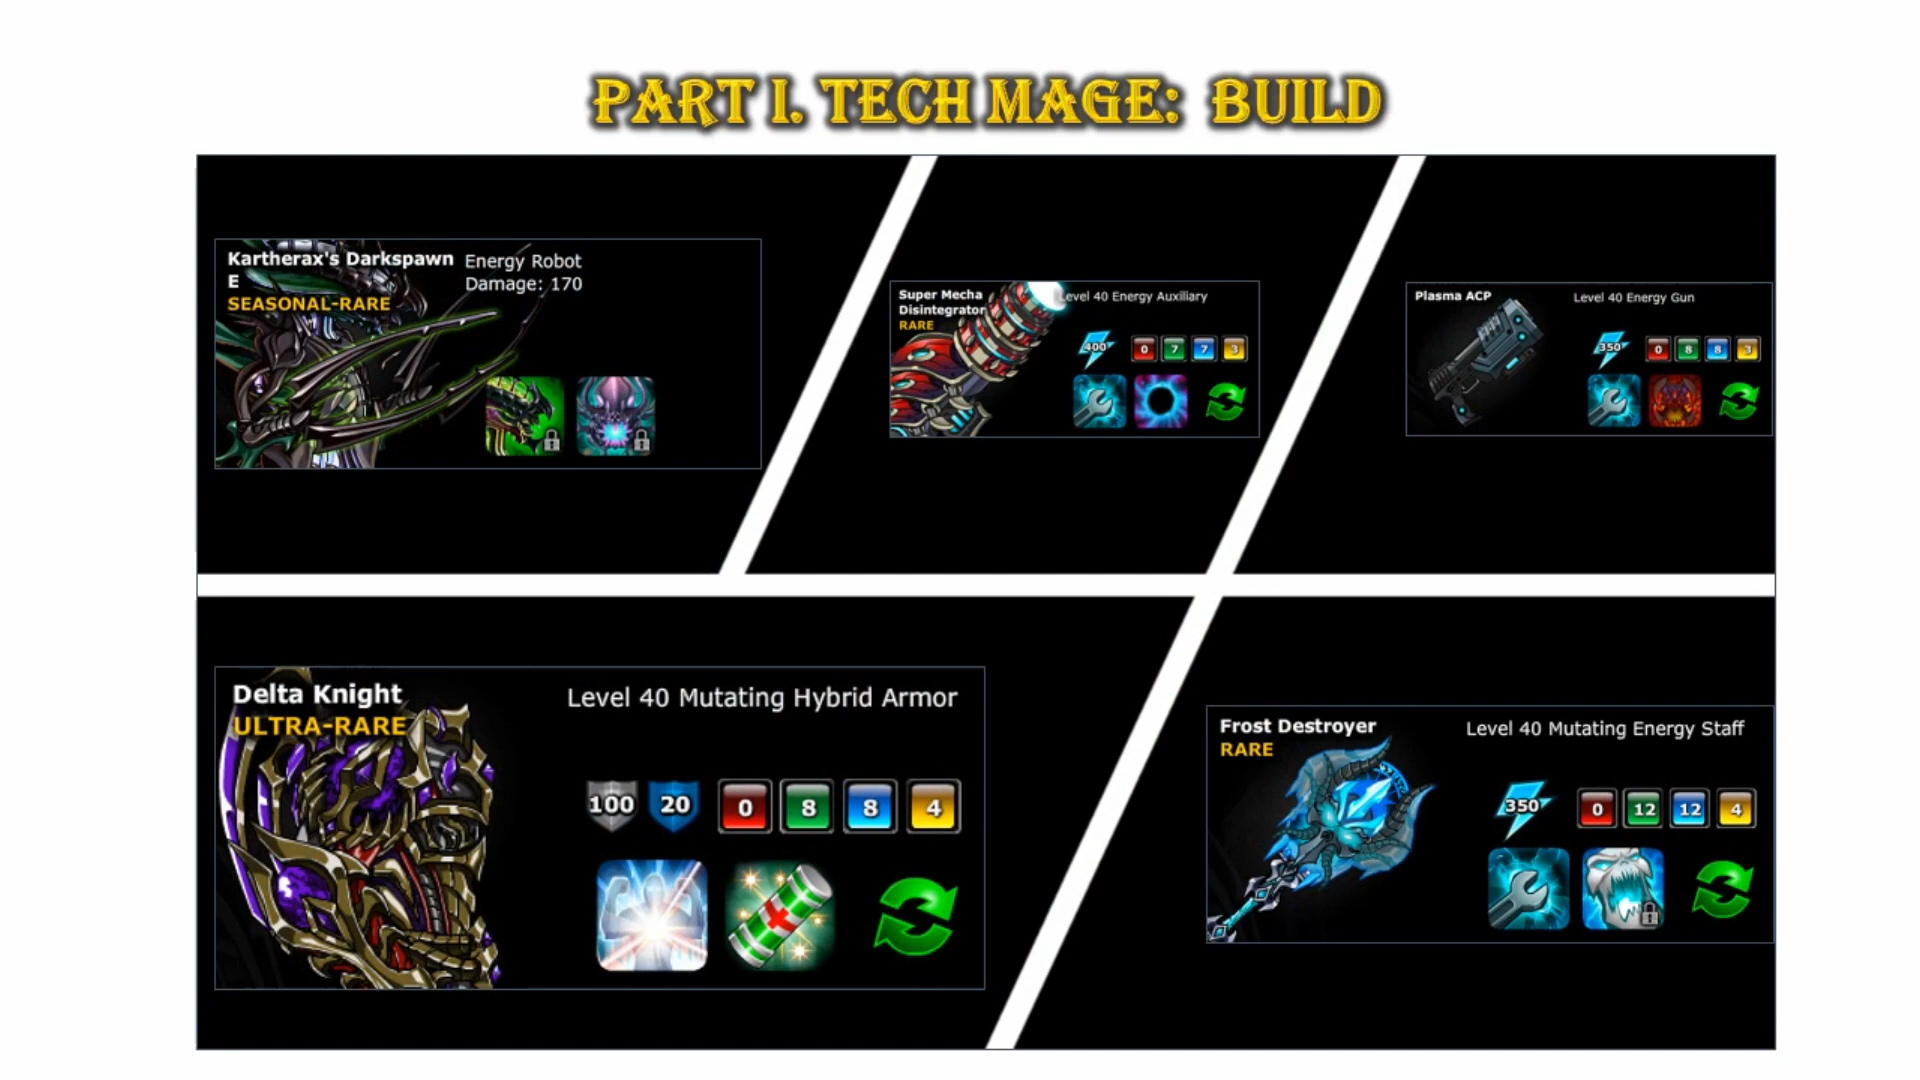 PART I. TECH MAGE: BUILD
Kartherax's Darkspawn
E
SEASONAL-RARE
Energy Robot
Damage: 170
Super Mecha
Disintegrator
RARE
Level 40 Energy Auxiliary
400 0 7 7 3
Plasma ACP
Level 40 Energy Gun
350 0 8 8 3
Delta Knight
ULTRA-RARE
Level 40 Mutating Hybrid Armor
100 20 0 8 8 4
Frost Destroyer
RARE
Level 40 Mutating Energy Staff
350 0 12 12 4